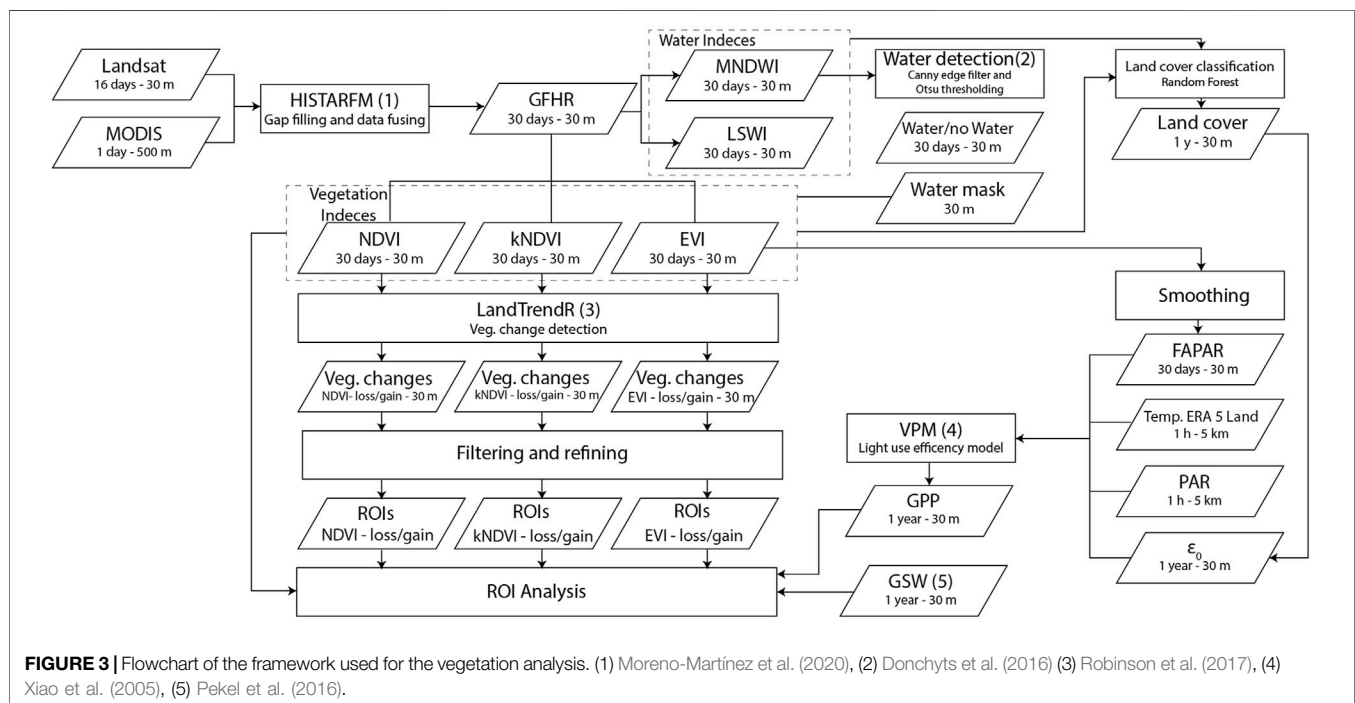 Landsat
16 days - 30 m
MODIS
1 day - 500 m
HISTARFM (1)
Gap filling and data fusing
GFHR
30 days - 30 m
Water Indeces
MNDWI
30 days - 30 m
LSWI
30 days - 30 m
Water detection(2)
Canny edge filter and
Otsu thresholding
Water/no Water
30 days - 30 m
Water mask
30 m
Land cover classification
Random Forest
Land cover
1 y - 30 m
Vegetation
Indeces
NDVI
30 days - 30 m
kNDVI
30 days - 30 m
EVI
30 days - 30 m
LandTrendR (3)
Veg. change detection
Veg. changes
NDVI- loss/gain - 30 m
Veg. changes
kNDVI - loss/gain - 30 m
Veg. changes
EVI - loss/gain - 30 m
Filtering and refining
ROIs
NDVI - loss/gain
ROIs
kNDVI - loss/gain
ROIs
EVI - loss/gain
ROI Analysis
Smoothing
FAPAR
30 days - 30 m
Temp. ERA 5 Land
1 h - 5 km
PAR
1 h - 5 km
ε0
1 year - 30 m
VPM (4)
Light use efficency model
GPP
1 year - 30 m
GSW (5)
1 year - 30 m
FIGURE 3 | Flowchart of the framework used for the vegetation analysis. (1) Moreno-Martínez et al. (2020), (2) Donchyts et al. (2016) (3) Robinson et al. (2017), (4)
Xiao et al. (2005), (5) Pekel et al. (2016).